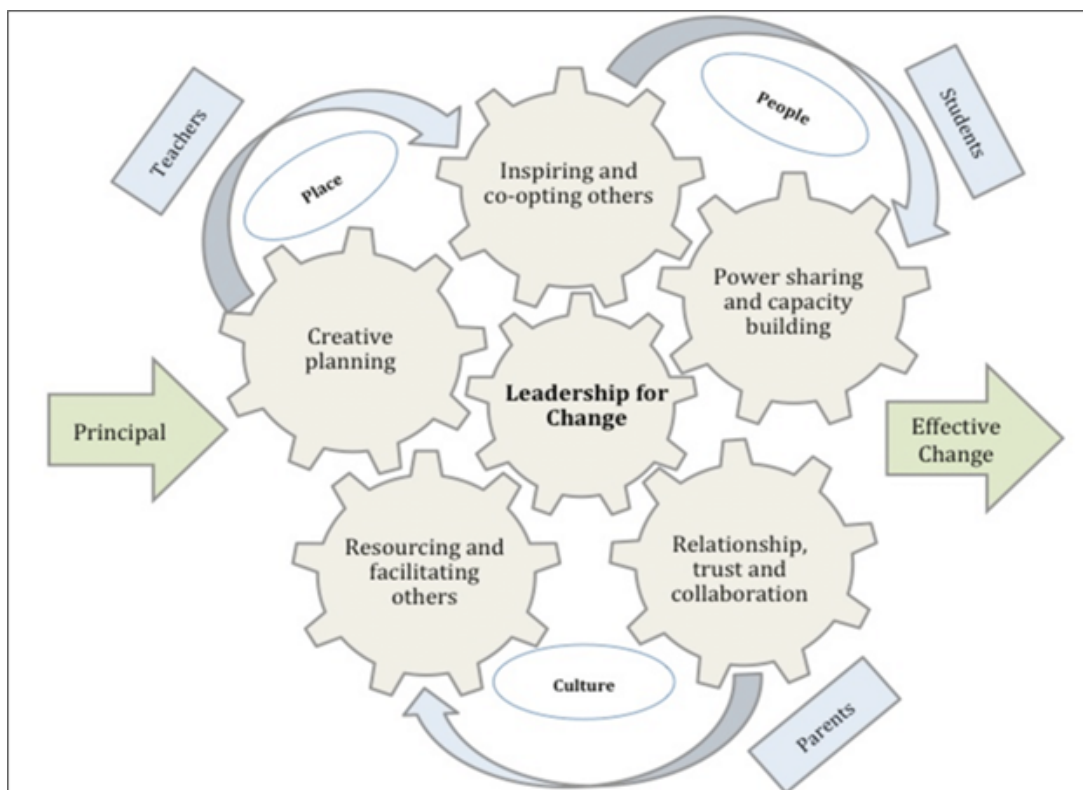 Teachers
Place
People
Students
Inspiring and
co-opting others
Creative
planning
Power sharing
and capacity
building
Leadership for
Change
Principal
Effective
Change
Resourcing and
facilitating
others
Relationship,
trust and
collaboration
Culture
Parents